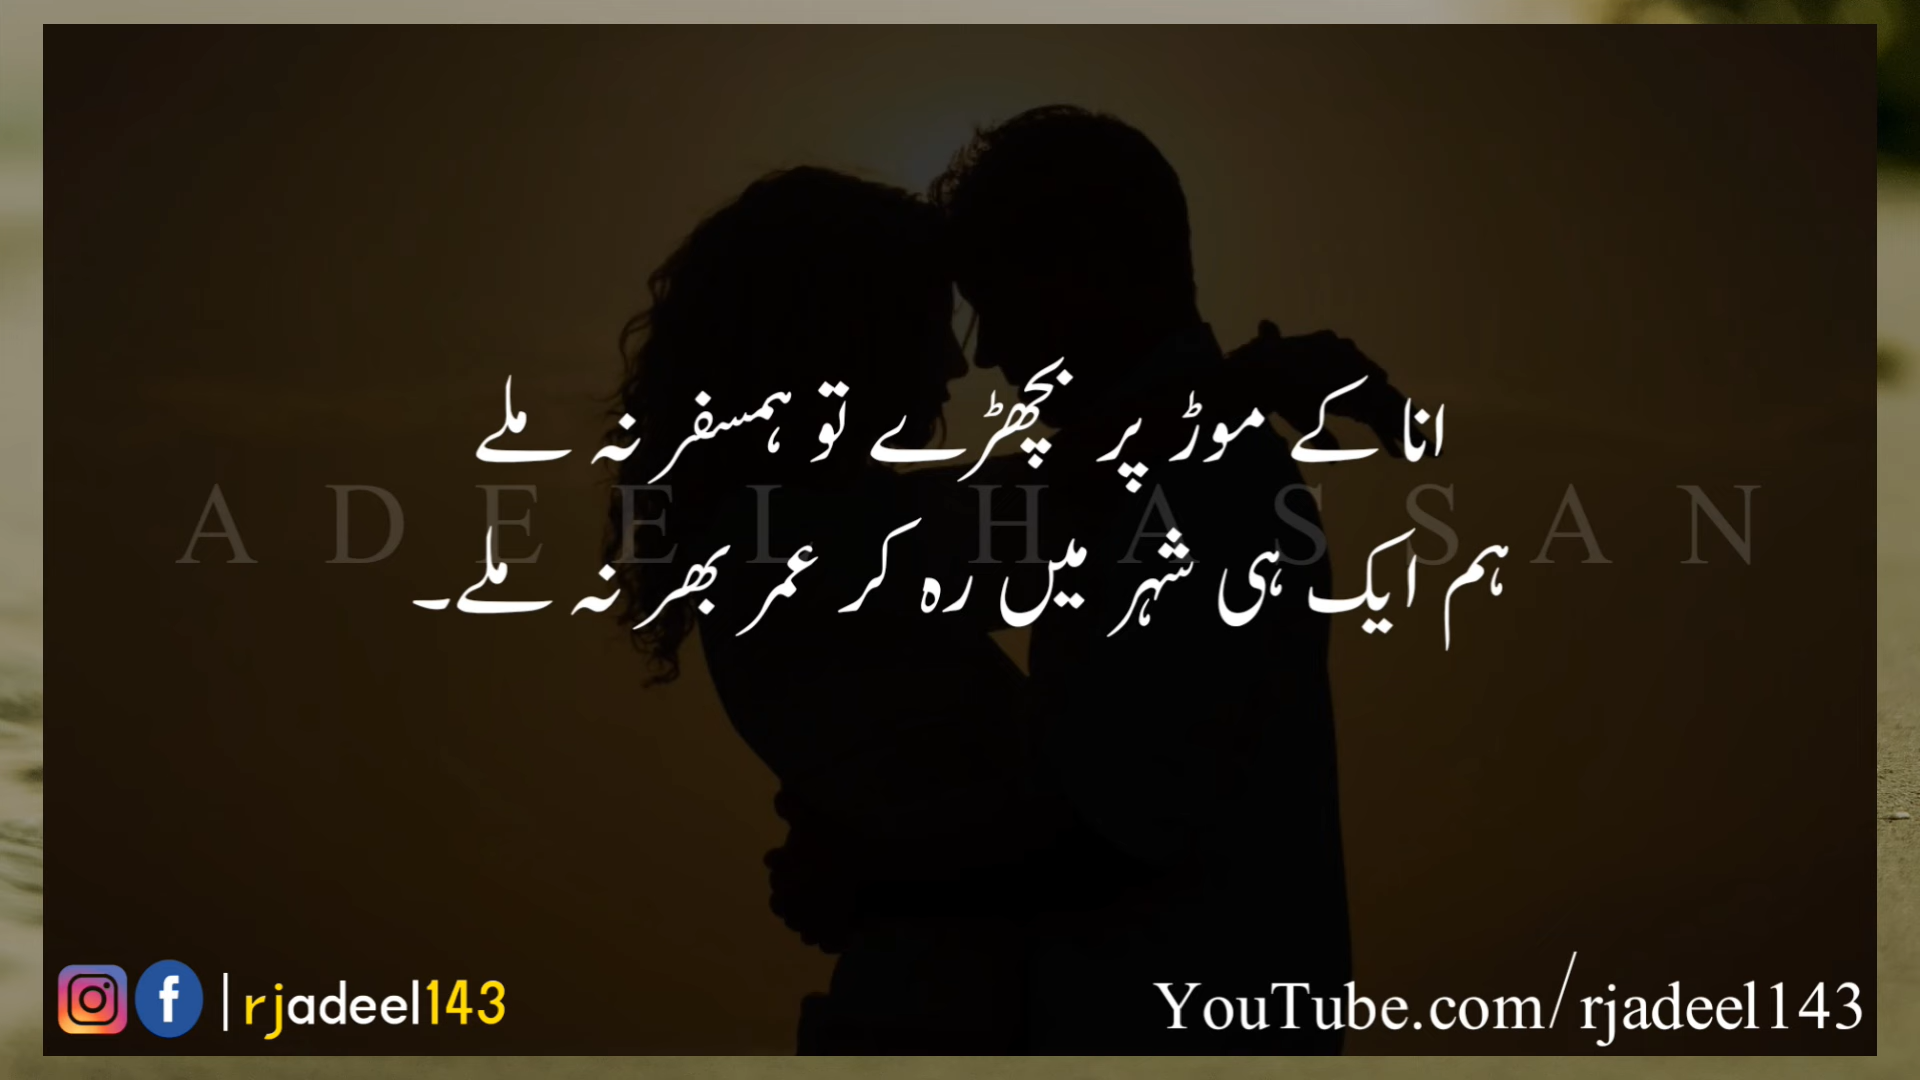 انا کے موڑ پر بچھڑے تو ہمسفر نہ ملے
ADEEL HASSAN
ہم ایک ہی شہر میں رہ کر عمر بھر نہ ملے۔
f | rjadeel143
YouTube.com/rjadeel143